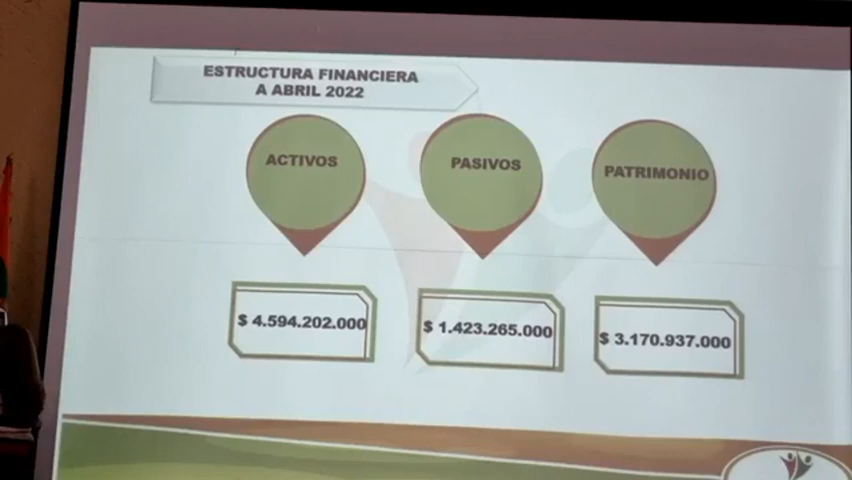 ESTRUCTURA FINANCIERA
A ABRIL 2022
ACTIVOS
PASIVOS
PATRIMONIO
$ 4.594.202.000
$ 1.423.265.000
$ 3.170.937.000